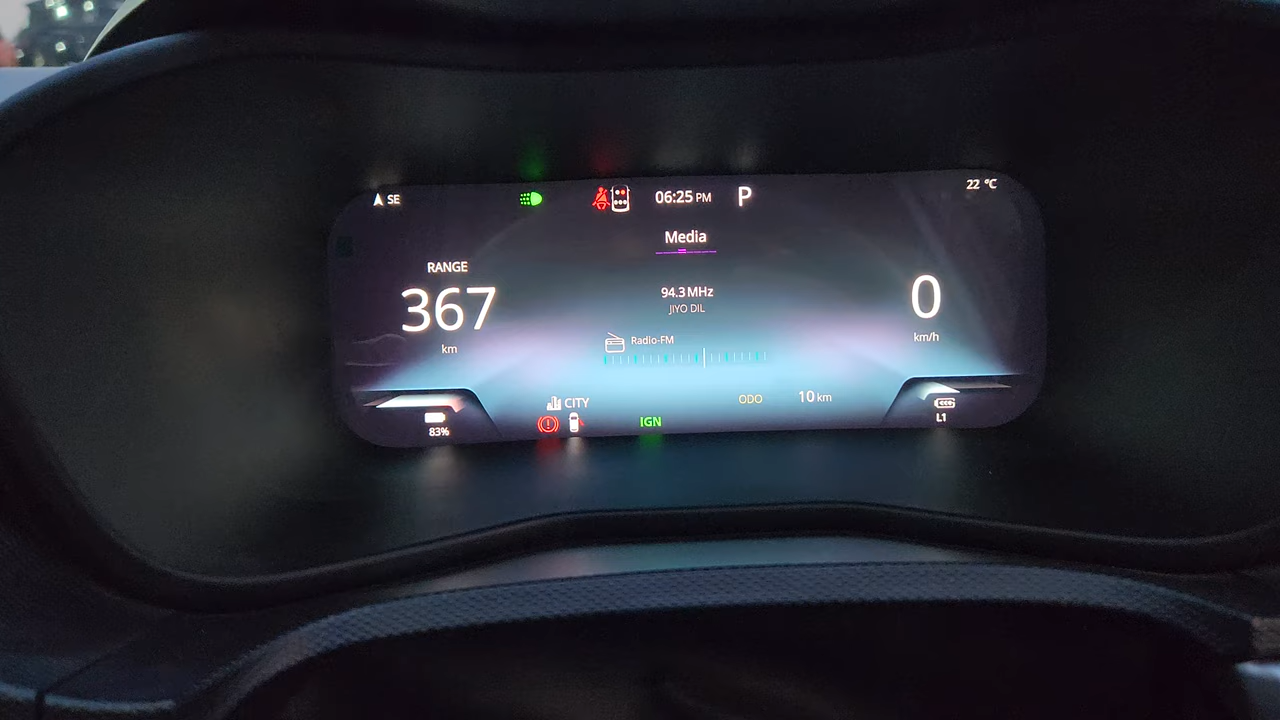 SE
06:25 PM
P
22 °C
Media
RANGE
367
km
94.3 MHz
JIYO DIL
Radio-FM
0
km/h
CITY
ODO 10 km
83%
IGN
L1